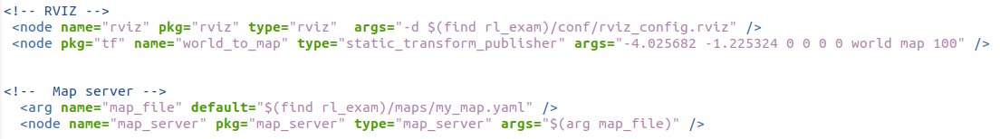 <!-- RVIZ -->
<node name="rviz" pkg="rviz" type="rviz"  args="-d $(find rl_exam)/conf/rviz_config.rviz" />
<node pkg="tf" name="world_to_map" type="static_transform_publisher" args="-4.025682 -1.225324 0 0 0 0 world map 100" />
<!--  Map server -->
<arg name="map_file" default="$(find rl_exam)/maps/my_map.yaml" />
<node name="map_server" pkg="map_server" type="map_server" args="$(arg map_file)" />